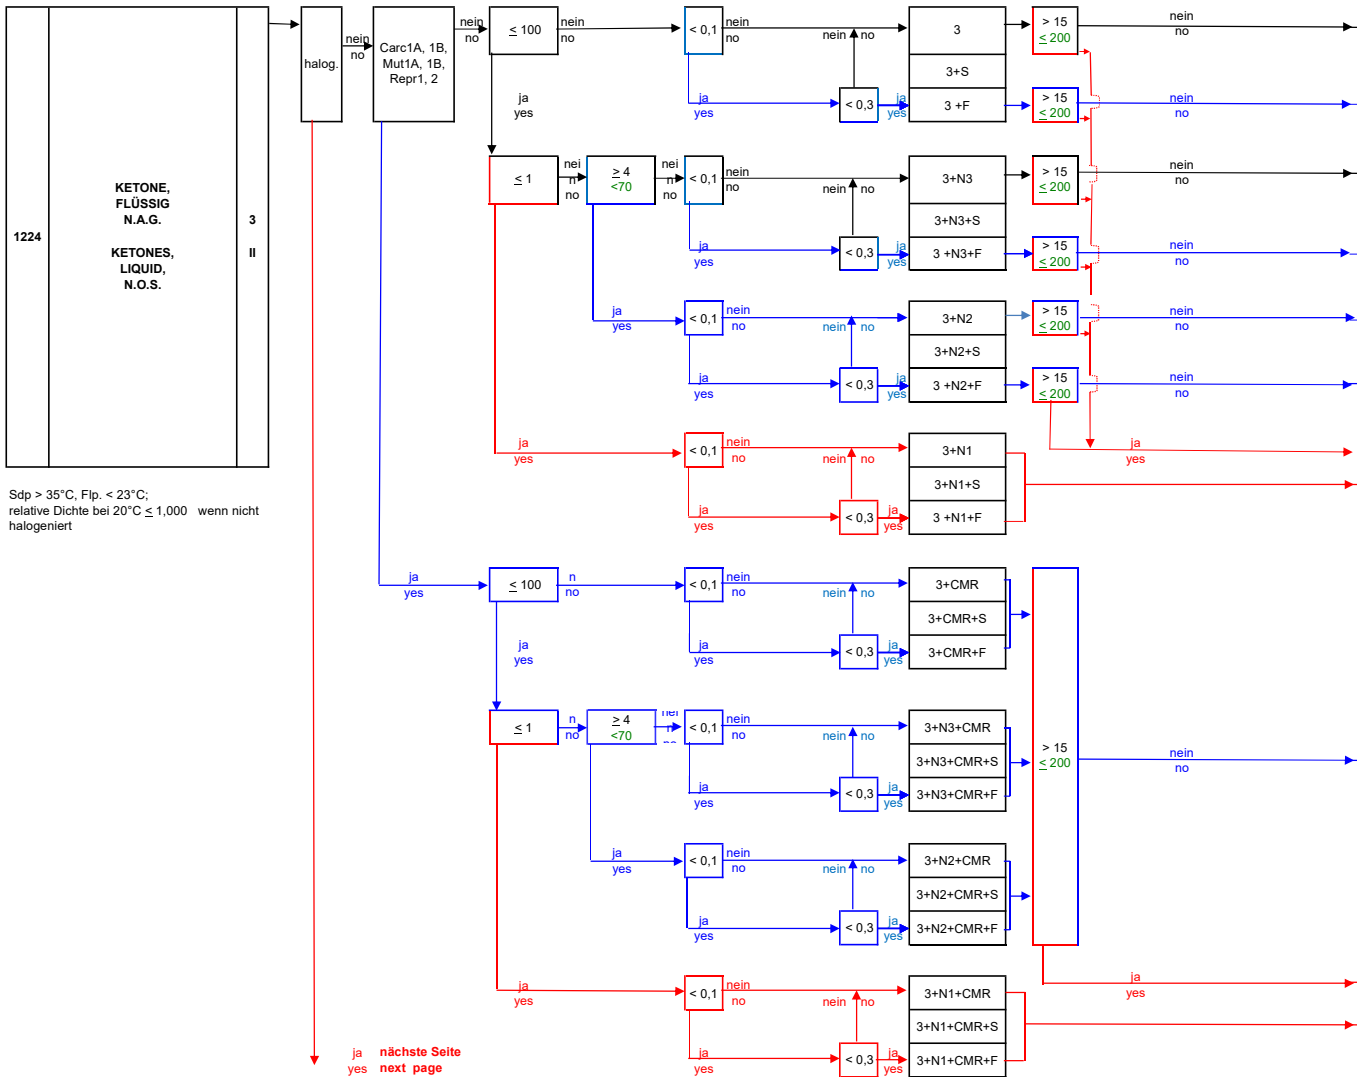 1224
KETONE,
FLÜSSIG
N.A.G.
KETONES,
LIQUID,
N.O.S.
3
II
Sdp > 35°C, Flp. < 23°C;
relative Dichte bei 20°C ≤ 1,000 wenn nicht
halogeniert
halog.
nein
no
Carc1A, 1B,
Mut1A, 1B,
Repr1, 2
nein
no
≤ 100
nein
no
< 0,1
nein
no
nein no
3
> 15
≤ 200
nein
no
3+S
ja
yes
ja
yes
< 0,3
ja
yes
3 +F
> 15
≤ 200
nein
no
≤ 1
nei
n
no
≥ 4
<70
nei
n
no
< 0,1
nein
no
nein no
3+N3
> 15
≤ 200
nein
no
3+N3+S
ja
yes
< 0,3
ja
yes
3 +N3+F
> 15
≤ 200
nein
no
ja
yes
< 0,1
nein
no
nein no
3+N2
> 15
≤ 200
nein
no
3+N2+S
ja
yes
< 0,3
ja
yes
3 +N2+F
> 15
≤ 200
nein
no
ja
yes
< 0,1
nein
no
nein no
3+N1
ja
yes
3+N1+S
ja
yes
< 0,3
ja
yes
3 +N1+F
ja
yes
≤ 100
n
no
< 0,1
nein
no
nein no
3+CMR
3+CMR+S
ja
yes
ja
yes
< 0,3
ja
yes
3+CMR+F
≤ 1
n
no
≥ 4
<70
nei
n
no
< 0,1
nein
no
nein no
3+N3+CMR
3+N3+CMR+S
> 15
≤ 200
nein
no
ja
yes
< 0,3
ja
yes
3+N3+CMR+F
ja
yes
< 0,1
nein
no
nein no
3+N2+CMR
3+N2+CMR+S
ja
yes
< 0,3
ja
yes
3+N2+CMR+F
ja
yes
ja
yes
< 0,1
nein
no
nein no
3+N1+CMR
3+N1+CMR+S
ja
yes
< 0,3
ja
yes
3+N1+CMR+F
ja nächste Seite
yes next page